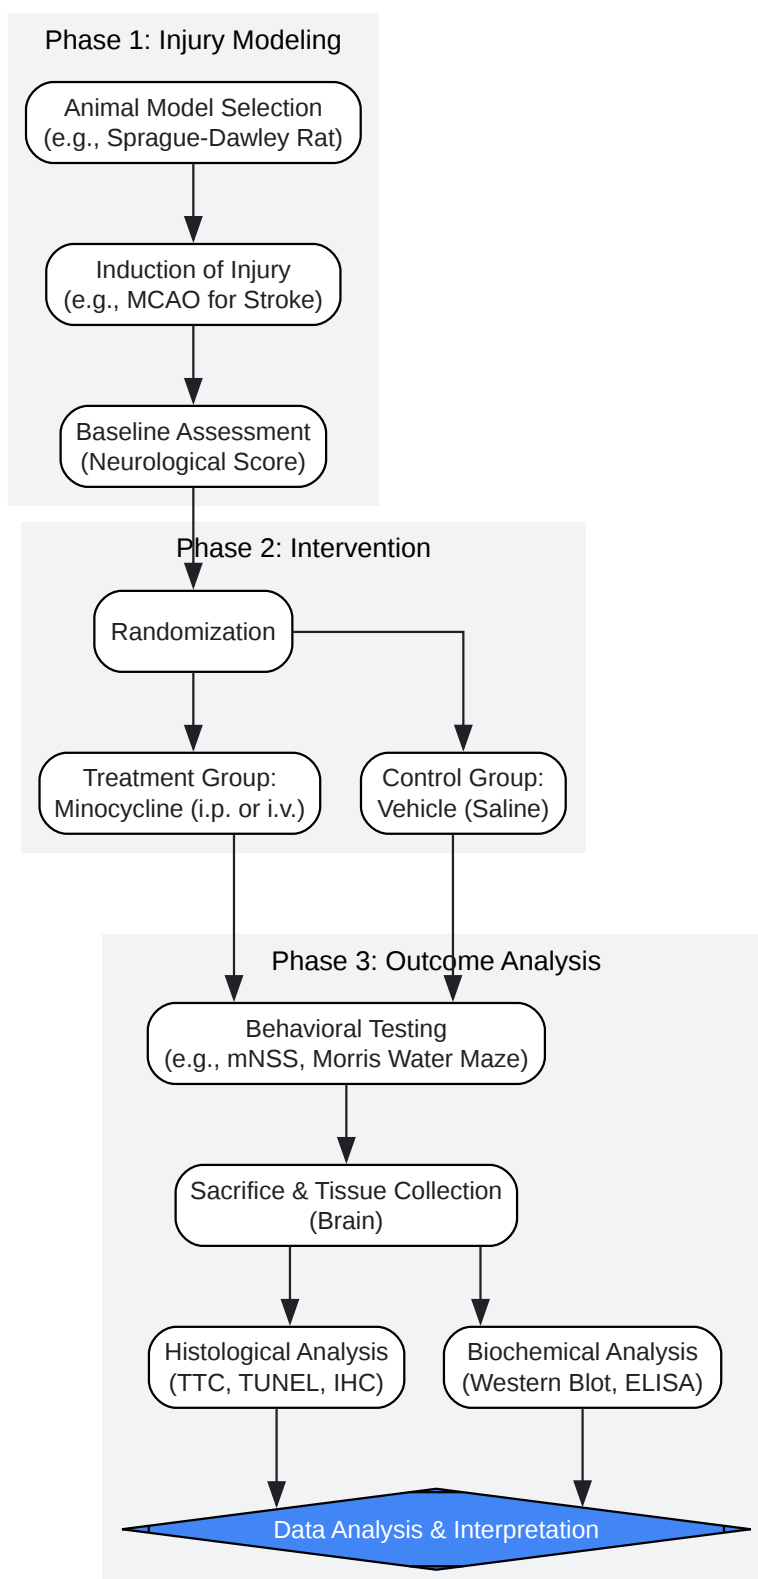 Phase 1: Injury Modeling
Animal Model Selection
(e.g., Sprague-Dawley Rat)
Induction of Injury
(e.g., MCAO for Stroke)
Baseline Assessment
(Neurological Score)
Phase 2: Intervention
Randomization
Treatment Group:
Minocycline (i.p. or i.v.)
Control Group:
Vehicle (Saline)
Phase 3: Outcome Analysis
Behavioral Testing
(e.g., mNSS, Morris Water Maze)
Sacrifice & Tissue Collection
(Brain)
Histological Analysis
(TTC, TUNEL, IHC)
Biochemical Analysis
(Western Blot, ELISA)
Data Analysis & Interpretation